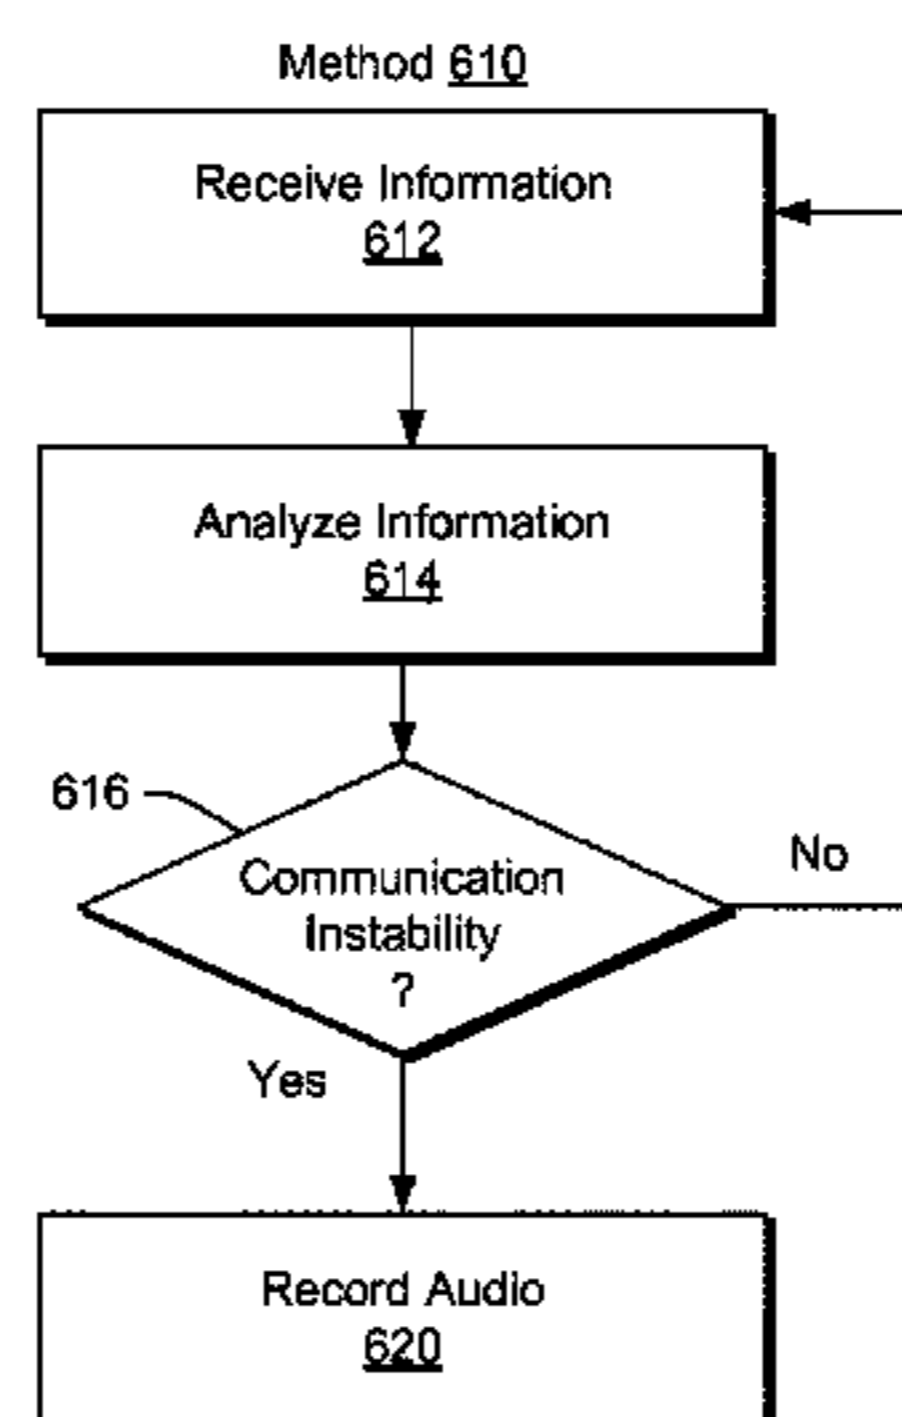 Method 610
Receive Information
612
Analyze Information
614
616
Communication
Instability
?
No
Yes
Record Audio
620